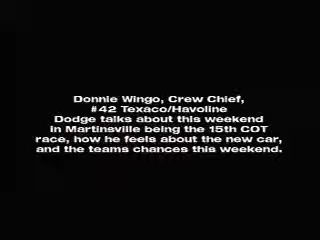 Donnie Wingo, Crew Chief,
#42 Texaco/Havoline
Dodge talks about this weekend
in Martinsville being the 15th COT
race, how he feels about the new car,
and the teams chances this weekend.